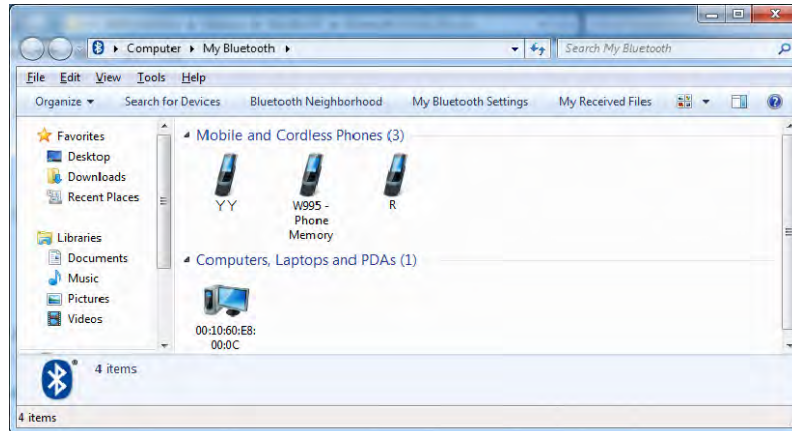 Computer ▸ My Bluetooth ▸
Search My Bluetooth
File Edit View Tools Help
Organize ▾ Search for Devices Bluetooth Neighborhood My Bluetooth Settings My Received Files
Favorites
Desktop
Downloads
Recent Places
Libraries
Documents
Music
Pictures
Videos
Mobile and Cordless Phones (3)
Y Y
W995 -
Phone
Memory
R
Computers, Laptops and PDAs (1)
00:10:60:E8:
00:0C
4 items
4 items